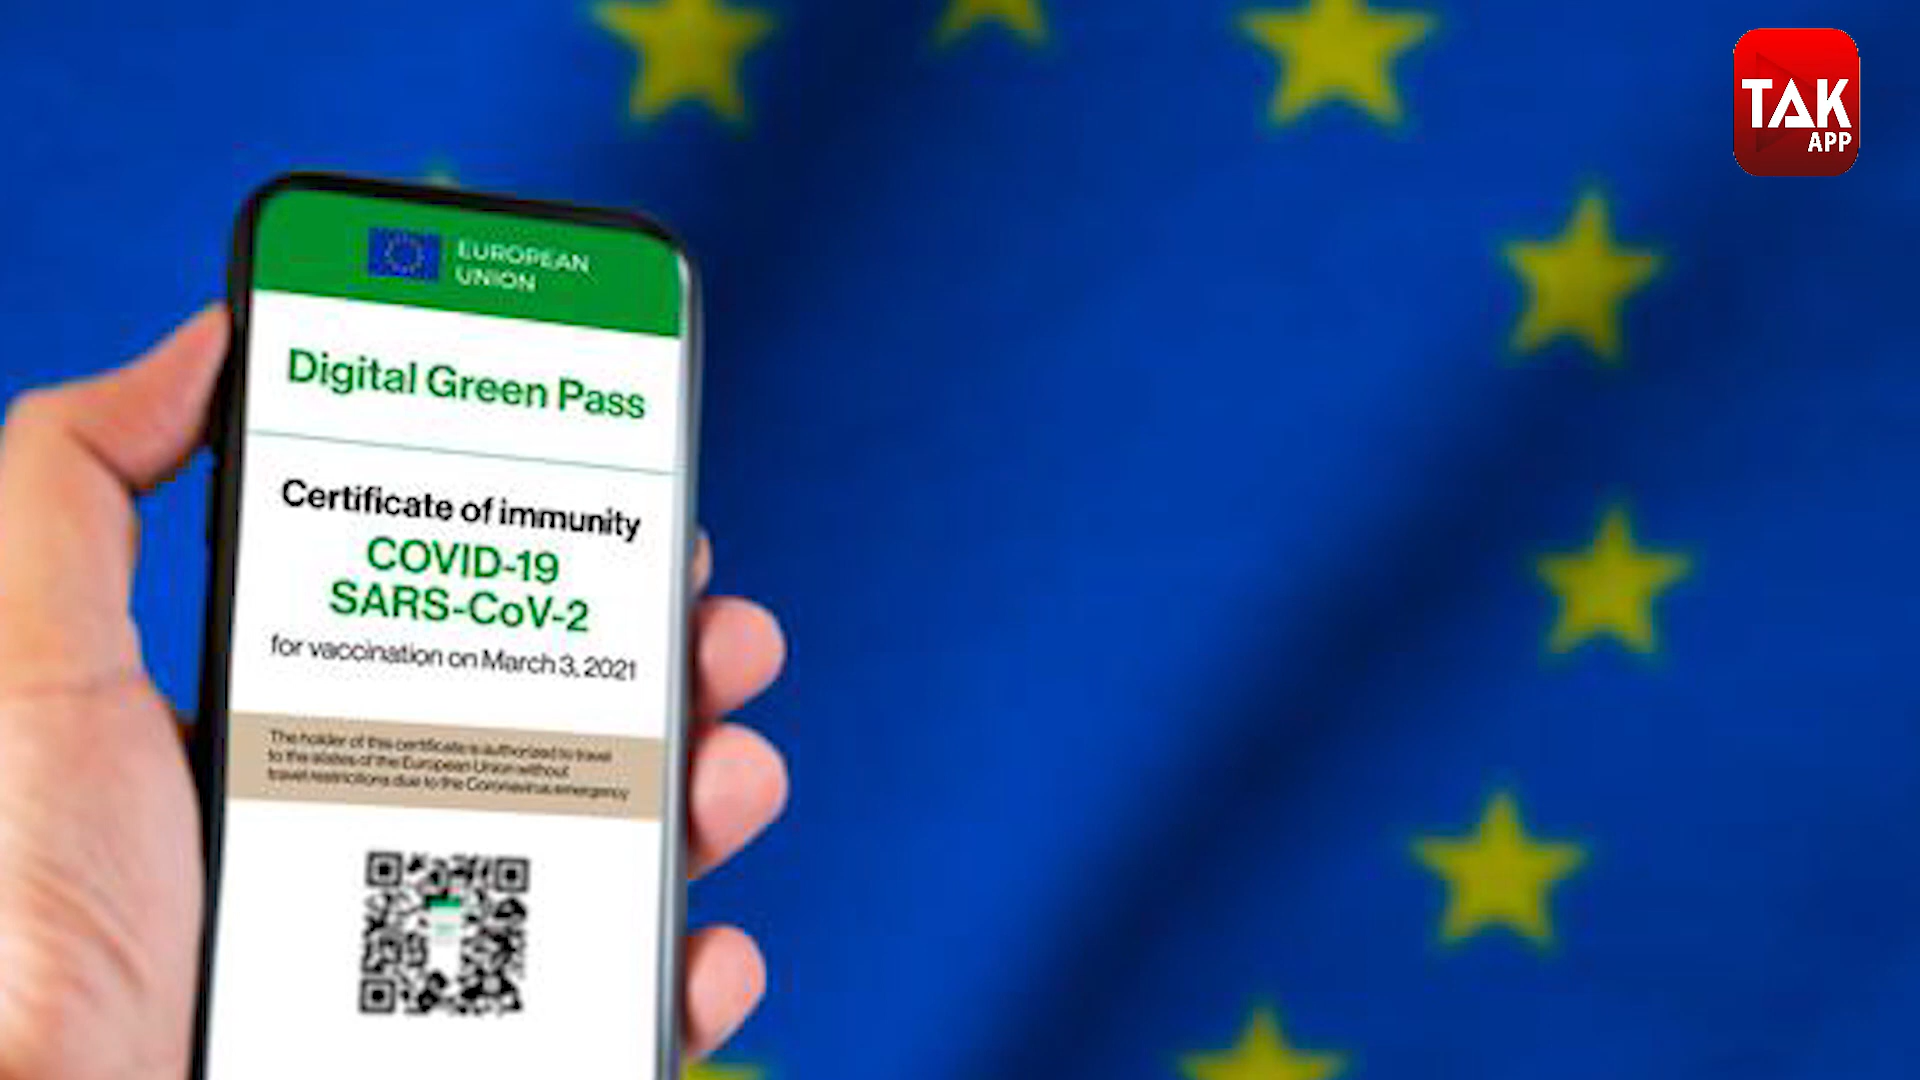 TAK
APP
EUROPEAN
UNION
Digital Green Pass
Certificate of immunity
COVID-19
SARS-CoV-2
for vaccination on March 3, 2021
The holder of this certificate is authorized to travel
to the states of the European Union without
travel restrictions due to the Coronavirus emergency